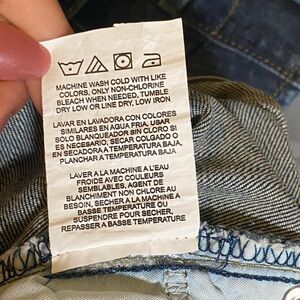 MACHINE WASH COLD WITH LIKE
COLORS, ONLY NON-CHLORINE
BLEACH WHEN NEEDED, TUMBLE
DRY LOW OR LINE DRY, LOW IRON
LAVAR EN LAVADORA CON COLORES
SIMILARES EN AGUA FRIA, USAR
SOLO BLANQUEADOR SIN CLORO SI
ES NECESARIO, SECAR COLGADO O
EN SECADORA A TEMPERATURA BAJA,
PLANCHAR A TEMPERATURA BAJA.
LAVER A LA MACHINE A L'EAU
FROIDE AVEC COULEURS
SEMBLABLES, AGENT DE
BLANCHIMENT NON CHLORE AU
BESOIN, SECHER A LA MACHINE A
BASSE TEMPERATURE OU
SUSPENDRE POUR SECHER,
REPASSER A BASSE TEMPERATURE